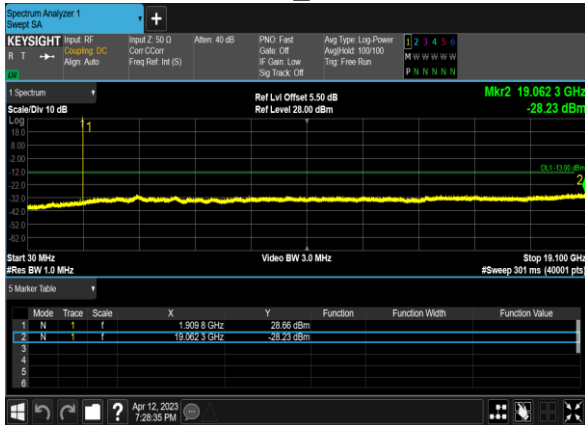 Spectrum Analyzer 1
Swept SA
+
KEYSIGHT
R T
Input: RF
Coupling: DC
Align: Auto
Input Z: 50 Ω
Corr CCorr
Freq Ref: Int (S)
Atten: 40 dB
PNO: Fast
Gate: Off
IF Gain: Low
Sig Track: Off
Avg Type: Log-Power
Avg|Hold: 100/100
Trig: Free Run
1 2 3 4 5 6
M W W W W W
P N N N N N
1 Spectrum
Scale/Div 10 dB
Ref Lvl Offset 5.50 dB
Ref Level 28.00 dBm
Mkr2 19.062 3 GHz
-28.23 dBm
Log
18.0
8.00
-2.00
-12.0
-22.0
-32.0
-42.0
-52.0
-62.0
1
DL1 -13.00 dBm
2
Start 30 MHz
#Res BW 1.0 MHz
Video BW 3.0 MHz
Stop 19.100 GHz
#Sweep 301 ms (40001 pts)
5 Marker Table
Mode Trace Scale X Y Function Function Width Function Value
1 N 1 f 1.909 8 GHz 28.66 dBm
2 N 1 f 19.062 3 GHz -28.23 dBm
3
4
5
6
?
Apr 12, 2023
7:28:35 PM